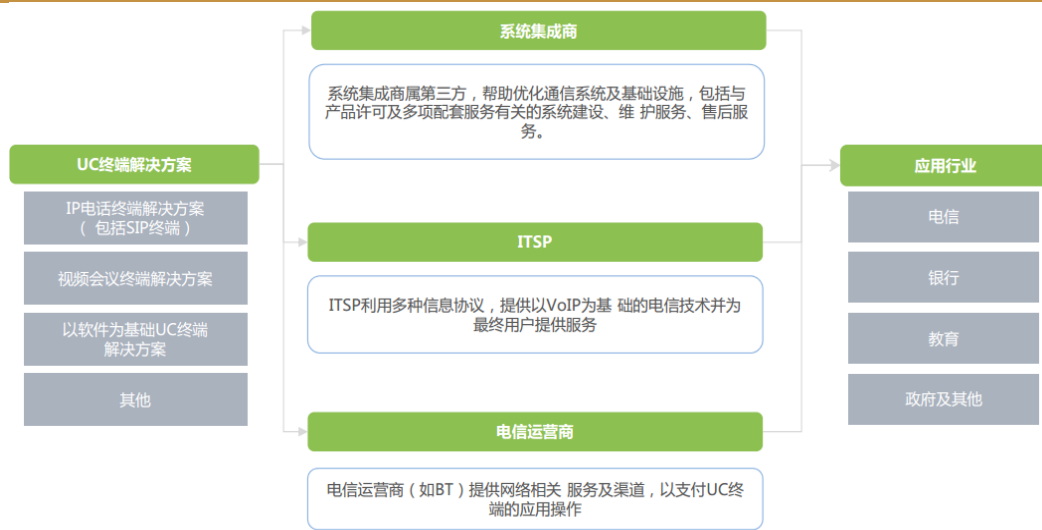 系统集成商
系统集成商属第三方，帮助优化通信系统及基础设施，包括与
产品许可及多项配套服务有关的系统建设、维 护服务、售后服
务。
UC终端解决方案
IP电话终端解决方案
（ 包括SIP终端 ）
视频会议终端解决方案
以软件为基础UC终端
解决方案
其他
ITSP
ITSP利用多种信息协议，提供以VoIP为基 础的电信技术并为
最终用户提供服务
电信运营商
电信运营商（如BT）提供网络相关 服务及渠道，以支付UC终
端的应用操作
应用行业
电信
银行
教育
政府及其他